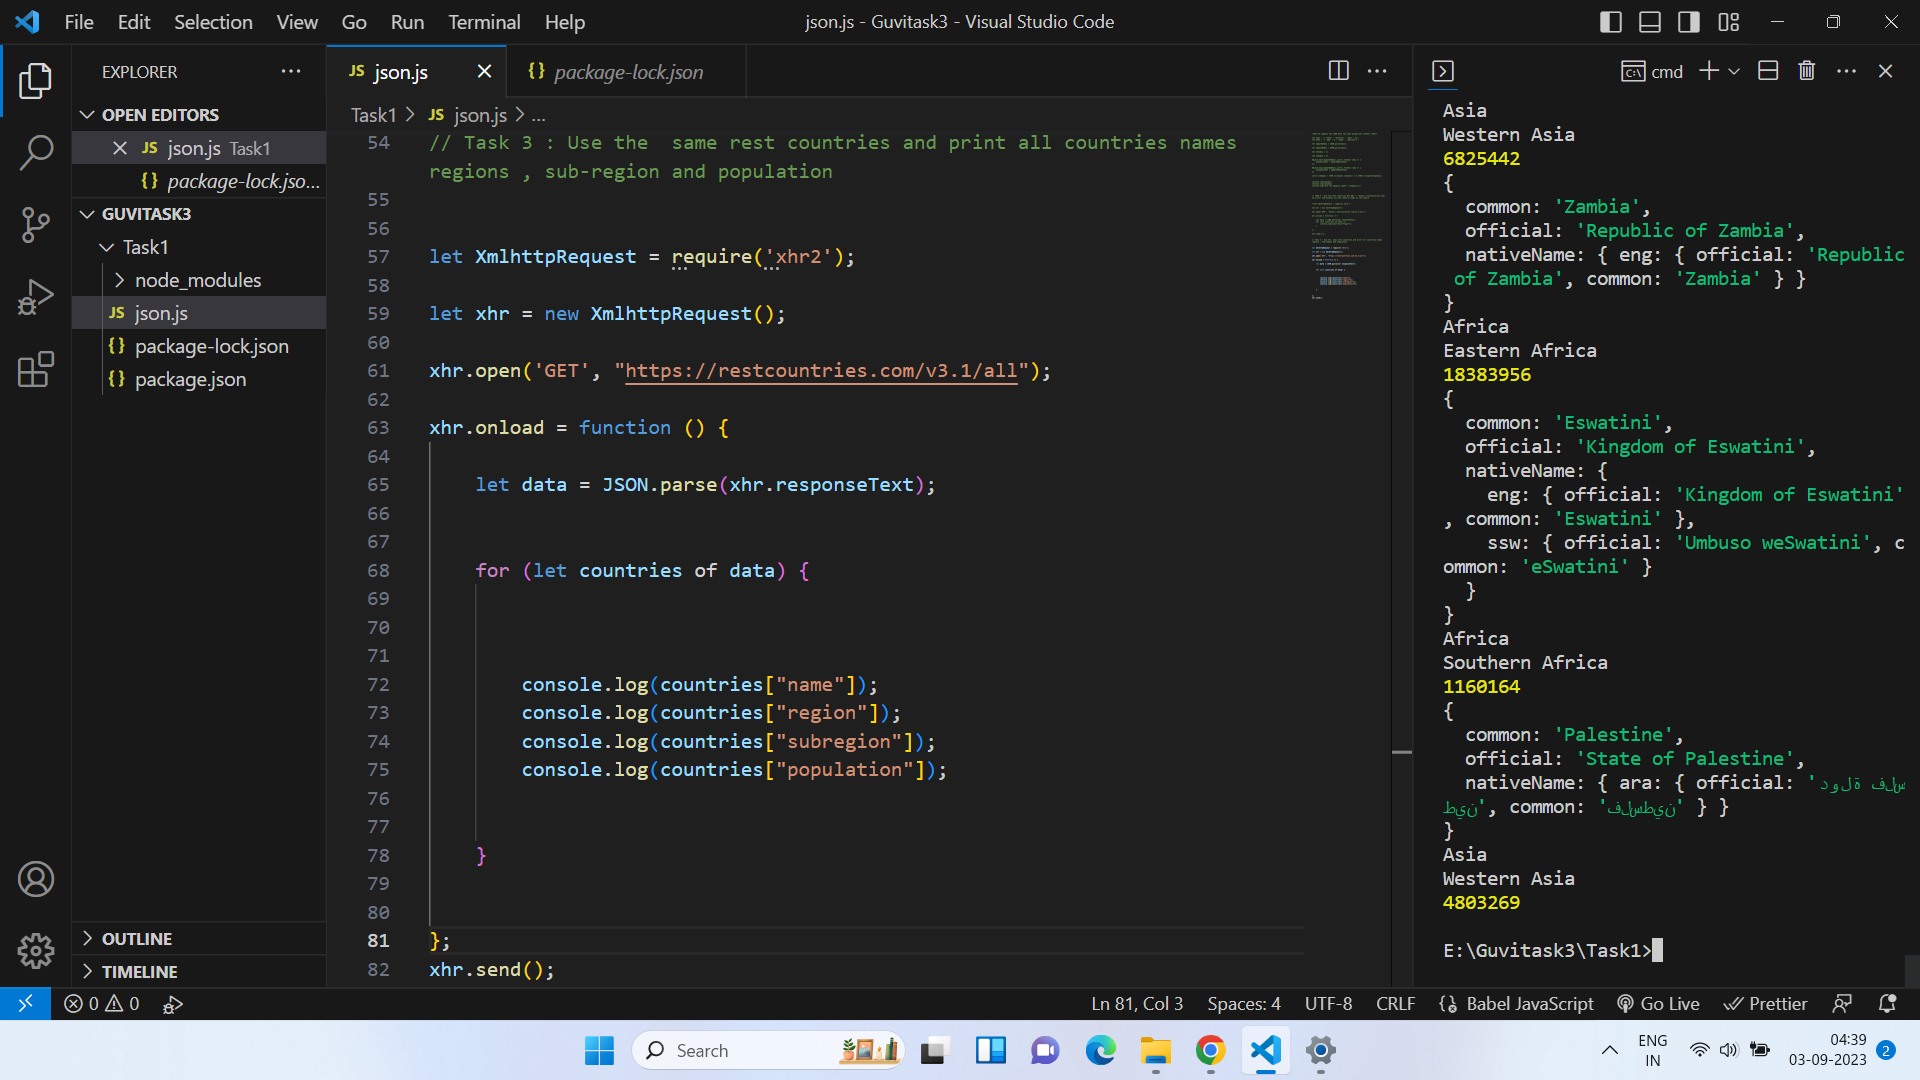 File Edit Selection View Go Run Terminal Help
json.js - Guvitask3 - Visual Studio Code
EXPLORER
OPEN EDITORS
JS json.js Task1
{} package-lock.jso...
GUVITASK3
Task1
node_modules
JS json.js
{} package-lock.json
{} package.json
OUTLINE
TIMELINE
JS json.js
{} package-lock.json
Task1 > JS json.js > ...
54 // Task 3 : Use the  same rest countries and print all countries names
regions , sub-region and population
55
56
57 let XmlhttpRequest = require('xhr2');
58
59 let xhr = new XmlhttpRequest();
60
61 xhr.open('GET', "https://restcountries.com/v3.1/all");
62
63 xhr.onload = function () {
64
65 let data = JSON.parse(xhr.responseText);
66
67
68 for (let countries of data) {
69
70
71
72 console.log(countries["name"]);
73 console.log(countries["region"]);
74 console.log(countries["subregion"]);
75 console.log(countries["population"]);
76
77
78 }
79
80
81 };
82 xhr.send();
cmd
Asia
Western Asia
6825442
{
common: 'Zambia',
official: 'Republic of Zambia',
nativeName: { eng: { official: 'Republic
of Zambia', common: 'Zambia' } }
}
Africa
Eastern Africa
18383956
{
common: 'Eswatini',
official: 'Kingdom of Eswatini',
nativeName: {
eng: { official: 'Kingdom of Eswatini'
, common: 'Eswatini' },
ssw: { official: 'Umbuso weSwatini', c
ommon: 'eSwatini' }
}
}
Africa
Southern Africa
1160164
{
common: 'Palestine',
official: 'State of Palestine',
nativeName: { ara: { official: 'دولة فلس
طين', common: 'فلسطين' } }
}
Asia
Western Asia
4803269
E:\Guvitask3\Task1>
0 0
Ln 81, Col 3 Spaces: 4 UTF-8 CRLF Babel JavaScript Go Live Prettier
Search
ENG
IN
04:39
03-09-2023
2